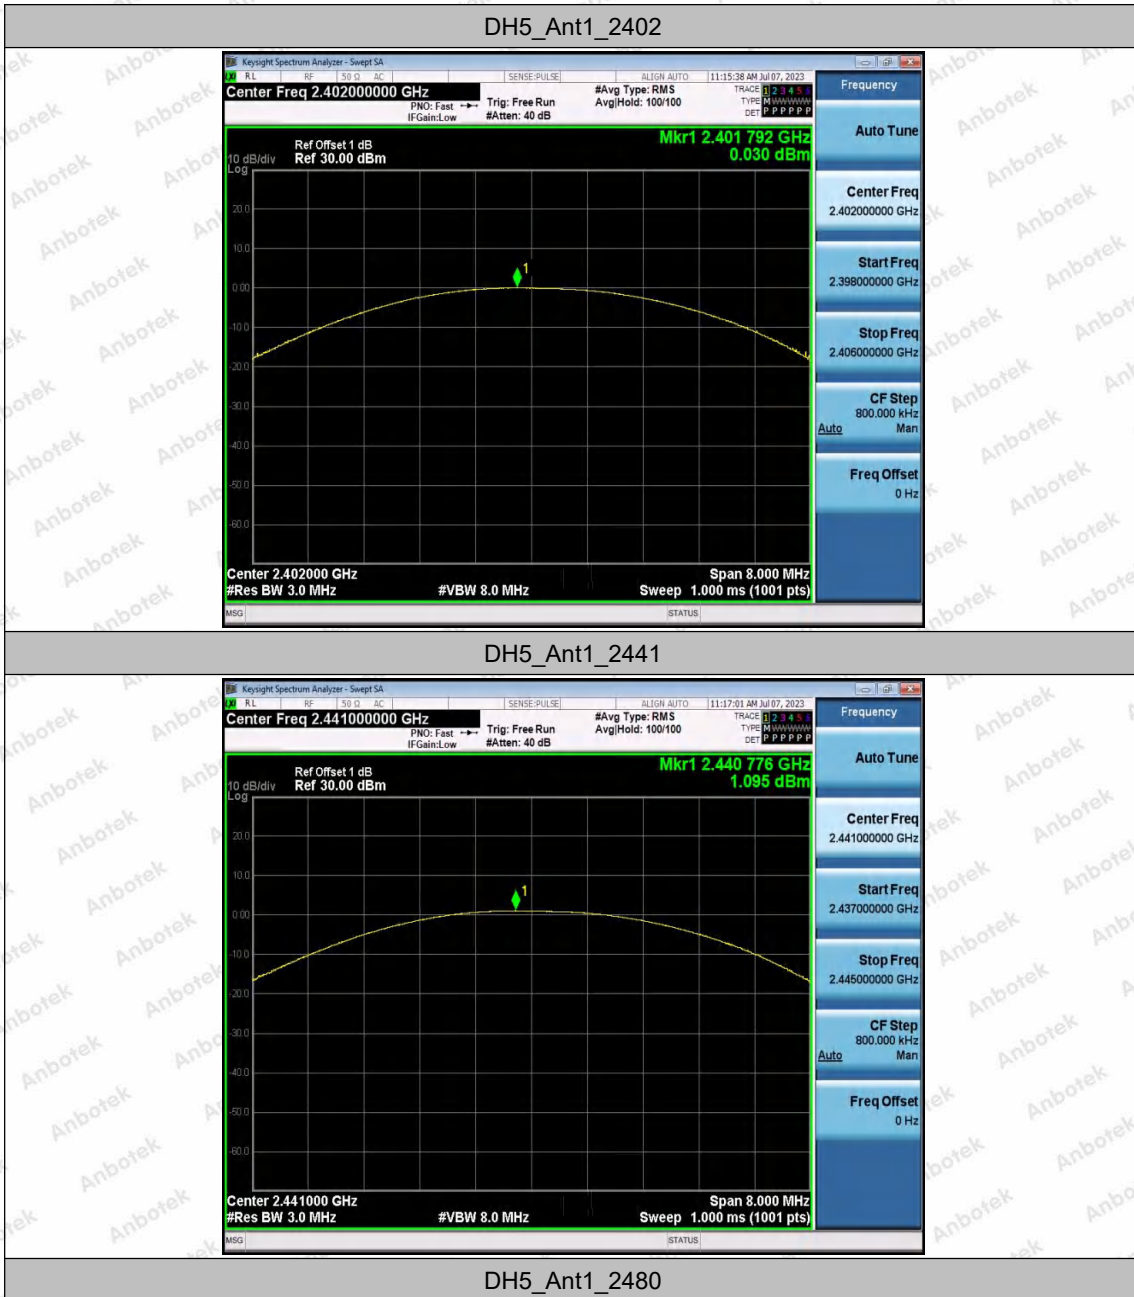 DH5_Ant1_2402
Keysight Spectrum Analyzer - Swept SA
RL RF 50 Ω AC SENSE:PULSE ALIGN AUTO 11:15:38 AM Jul 07, 2023
Center Freq 2.402000000 GHz
PNO: Fast
IFGain:Low
Trig: Free Run
#Atten: 40 dB
#Avg Type: RMS
Avg|Hold: 100/100
TRACE 1 2 3 4 5 6
TYPE M
DET P P P P P P
Frequency
Ref Offset 1 dB
10 dB/div Ref 30.00 dBm
Log
Mkr1 2.401 792 GHz
0.030 dBm
20.0
10.0
0.00
-10.0
-20.0
-30.0
-40.0
-50.0
-60.0
1
Center 2.402000 GHz
#Res BW 3.0 MHz
#VBW 8.0 MHz
Span 8.000 MHz
Sweep 1.000 ms (1001 pts)
MSG STATUS
Auto Tune
Center Freq
2.402000000 GHz
Start Freq
2.398000000 GHz
Stop Freq
2.406000000 GHz
CF Step
800.000 kHz
Auto Man
Freq Offset
0 Hz
DH5_Ant1_2441
Keysight Spectrum Analyzer - Swept SA
RL RF 50 Ω AC SENSE:PULSE ALIGN AUTO 11:17:01 AM Jul 07, 2023
Center Freq 2.441000000 GHz
PNO: Fast
IFGain:Low
Trig: Free Run
#Atten: 40 dB
#Avg Type: RMS
Avg|Hold: 100/100
TRACE 1 2 3 4 5 6
TYPE M
DET P P P P P P
Frequency
Ref Offset 1 dB
10 dB/div Ref 30.00 dBm
Log
Mkr1 2.440 776 GHz
1.095 dBm
20.0
10.0
0.00
-10.0
-20.0
-30.0
-40.0
-50.0
-60.0
1
Center 2.441000 GHz
#Res BW 3.0 MHz
#VBW 8.0 MHz
Span 8.000 MHz
Sweep 1.000 ms (1001 pts)
MSG STATUS
Auto Tune
Center Freq
2.441000000 GHz
Start Freq
2.437000000 GHz
Stop Freq
2.445000000 GHz
CF Step
800.000 kHz
Auto Man
Freq Offset
0 Hz
DH5_Ant1_2480
Anbotek